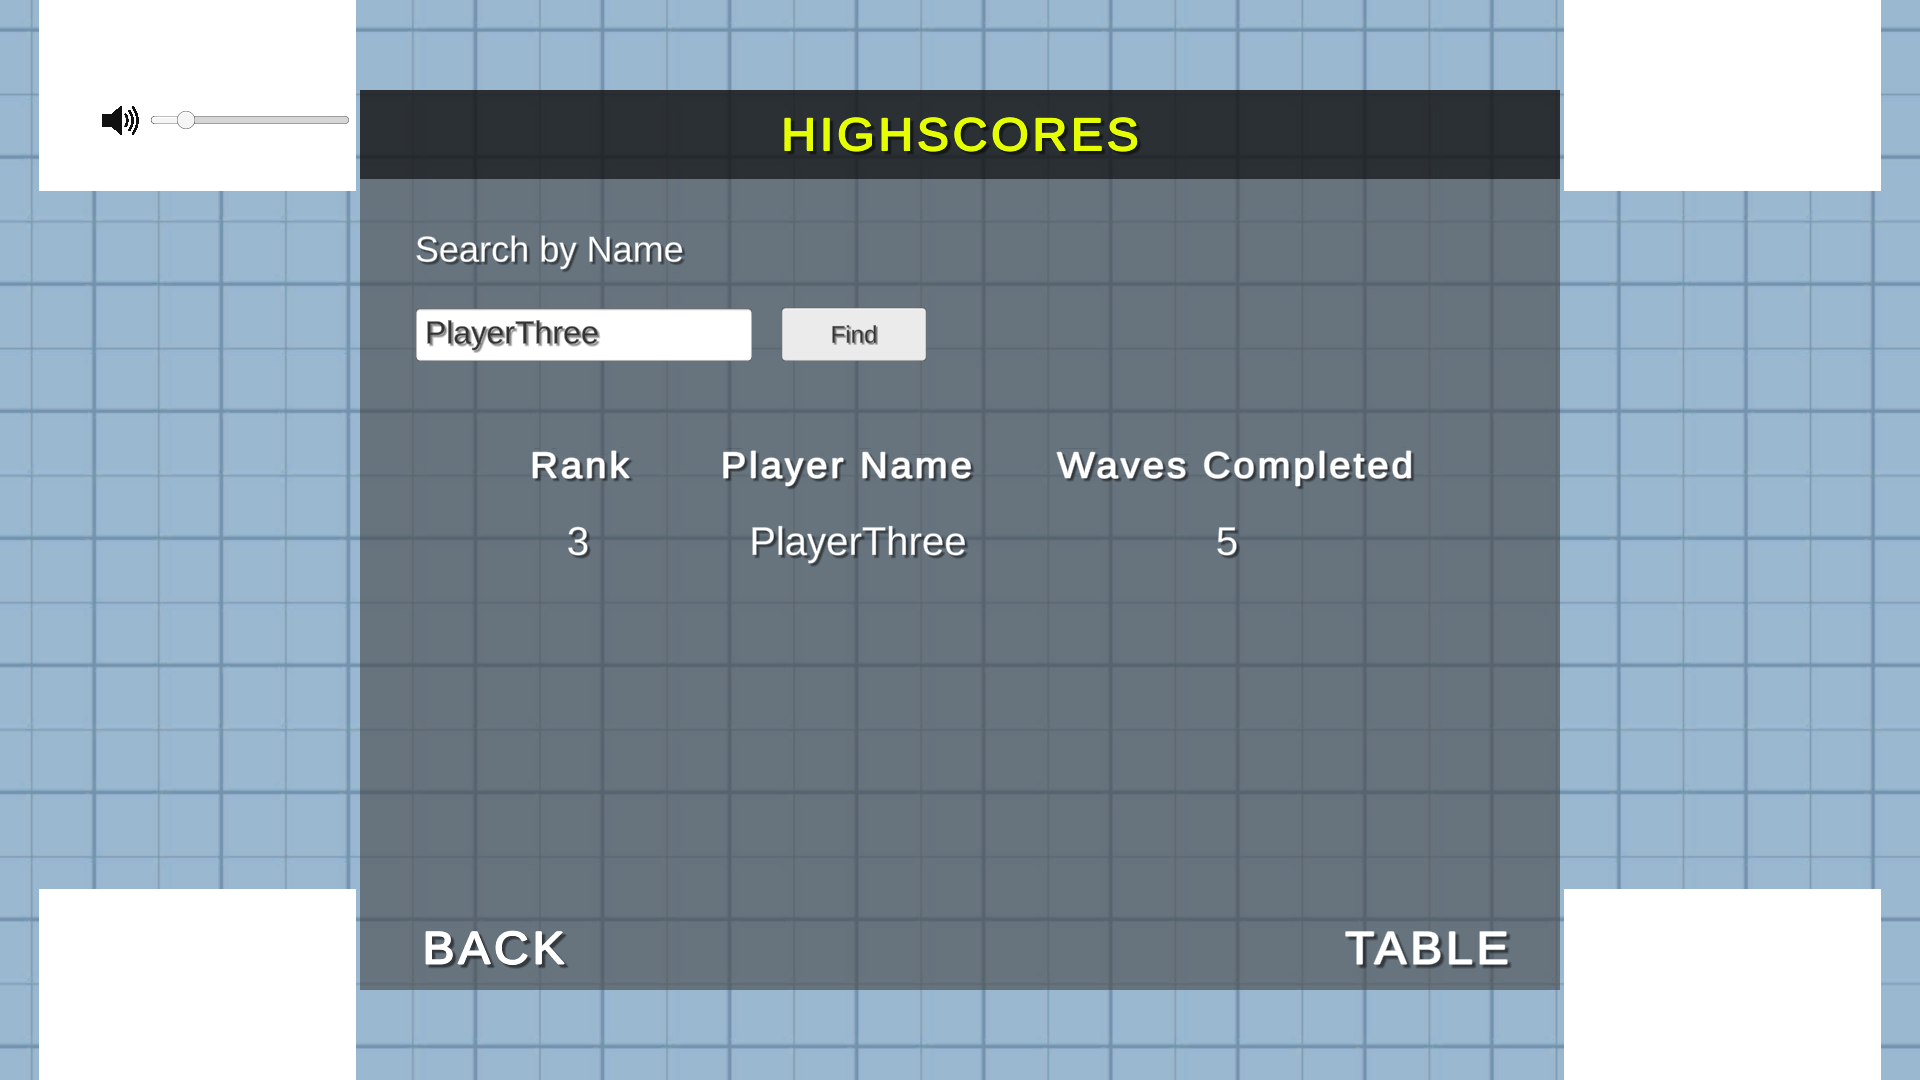 HIGHSCORES
Search by Name
PlayerThree Find
Rank Player Name Waves Completed
3 PlayerThree 5
BACK TABLE